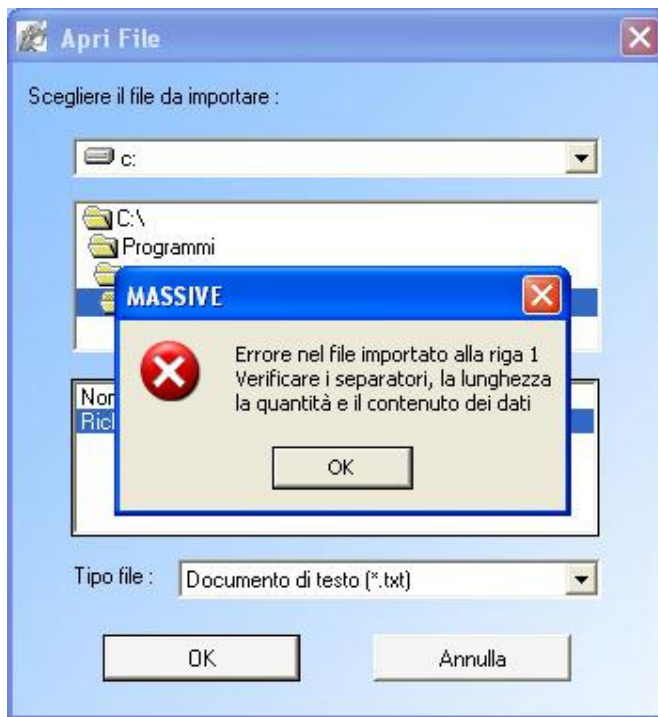 Apri File
Scegliere il file da importare :
c:
C:\
Programmi
MASSIVE
Errore nel file importato alla riga 1
Verificare i separatori, la lunghezza
la quantità e il contenuto dei dati
OK
Tipo file :
Documento di testo (*.txt)
OK
Annulla